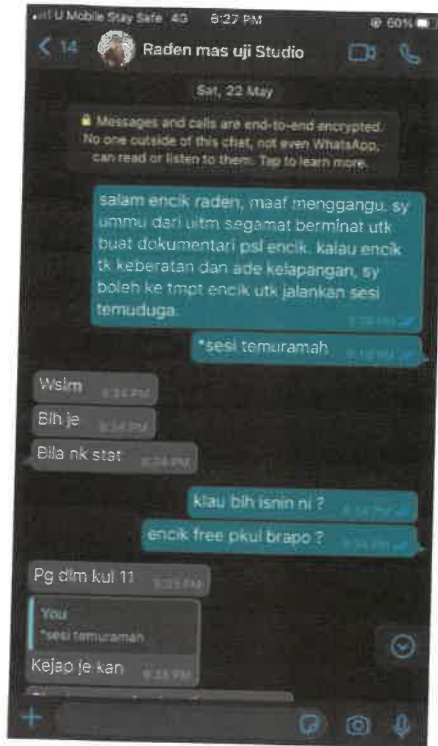 U Mobile Stay Safe 4G 6:37 PM 60%
14 Raden mas uji Studio
Sat, 22 May
Messages and calls are end-to-end encrypted.
No one outside of this chat, not even WhatsApp,
can read or listen to them. Tap to learn more.
salam encik raden, maaf menggangu, sy
ummu dari uitm segamat berminat utk
buat dokumentari psl encik. kalau encik
tk keberatan dan ade kelapangan, sy
boleh ke tmpt encik utk jalankan sesi
temuduga.
*sesi temuramah
Wslm
Blh je
Bila nk stat
klau blh isnin ni ?
encik free pkul brapo ?
Pg dlm kul 11
You
*sesi temuramah
Kejap je kan